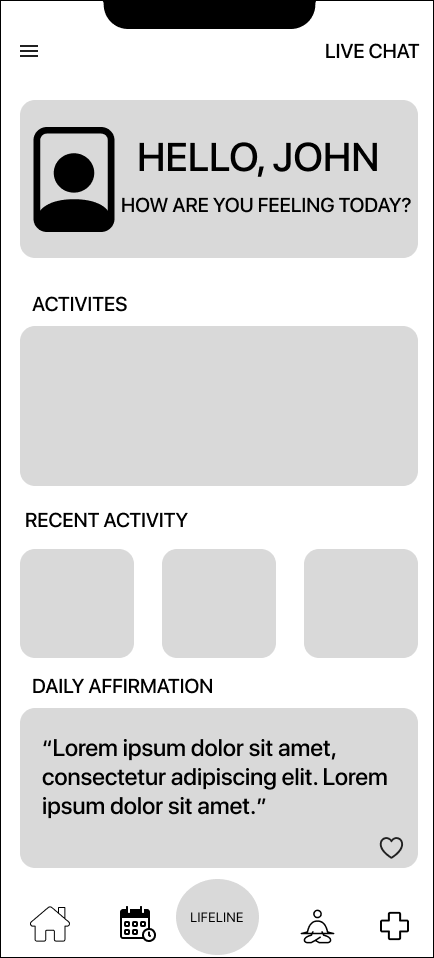 LIVE CHAT
HELLO, JOHN
HOW ARE YOU FEELING TODAY?
ACTIVITES
RECENT ACTIVITY
DAILY AFFIRMATION
“Lorem ipsum dolor sit amet,
consectetur adipiscing elit. Lorem
ipsum dolor sit amet.”
LIFELINE